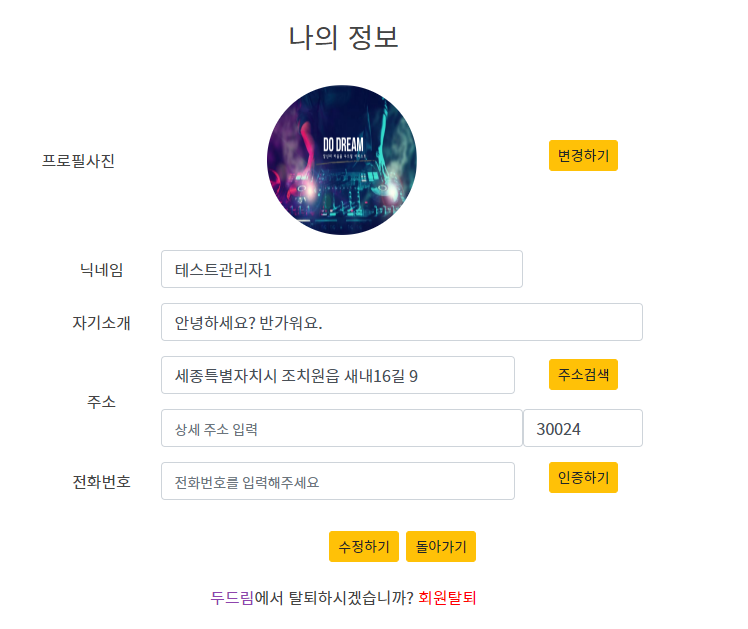 나의 정보
DO DREAM
프로필사진
변경하기
닉네임
테스트관리자1
자기소개
안녕하세요? 반가워요.
주소
세종특별자치시 조치원읍 새내16길 9
주소검색
상세 주소 입력
30024
전화번호
전화번호를 입력해주세요
인증하기
수정하기 돌아가기
두드림에서 탈퇴하시겠습니까? 회원탈퇴